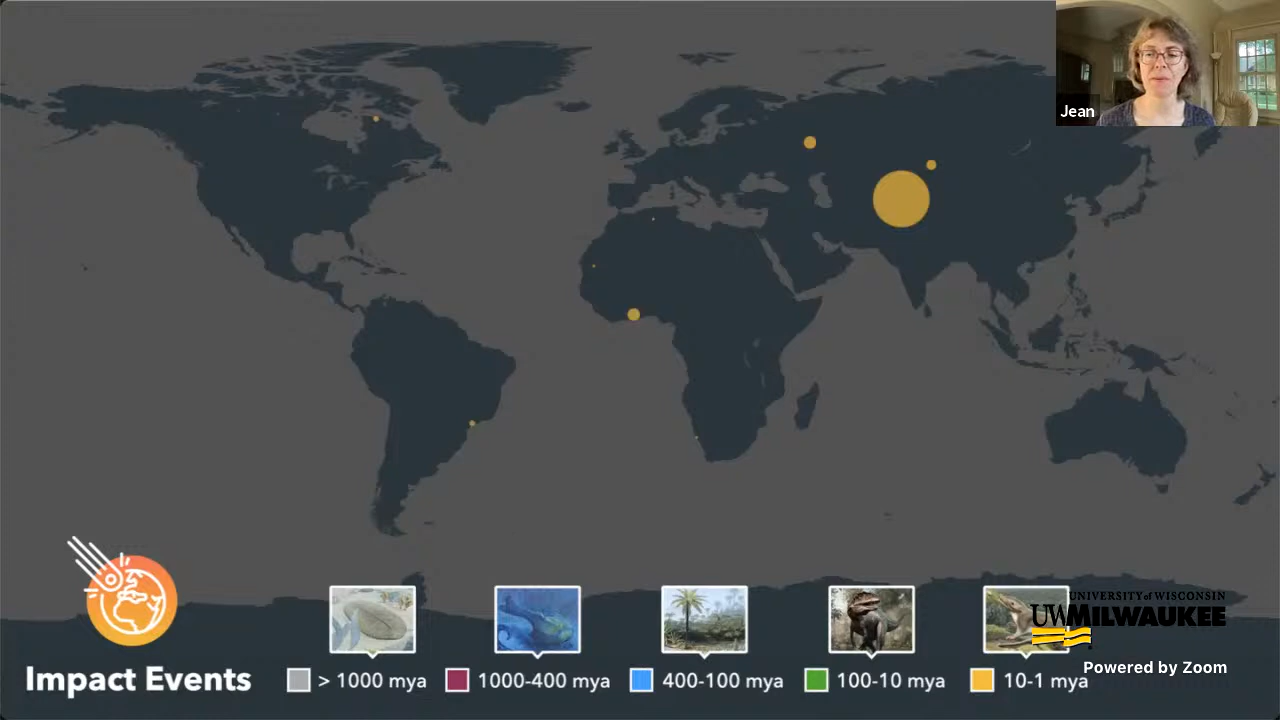 Jean
UNIVERSITY of WISCONSIN
UWMILWAUKEE
Powered by Zoom
Impact Events
> 1000 mya
1000-400 mya
400-100 mya
100-10 mya
10-1 mya